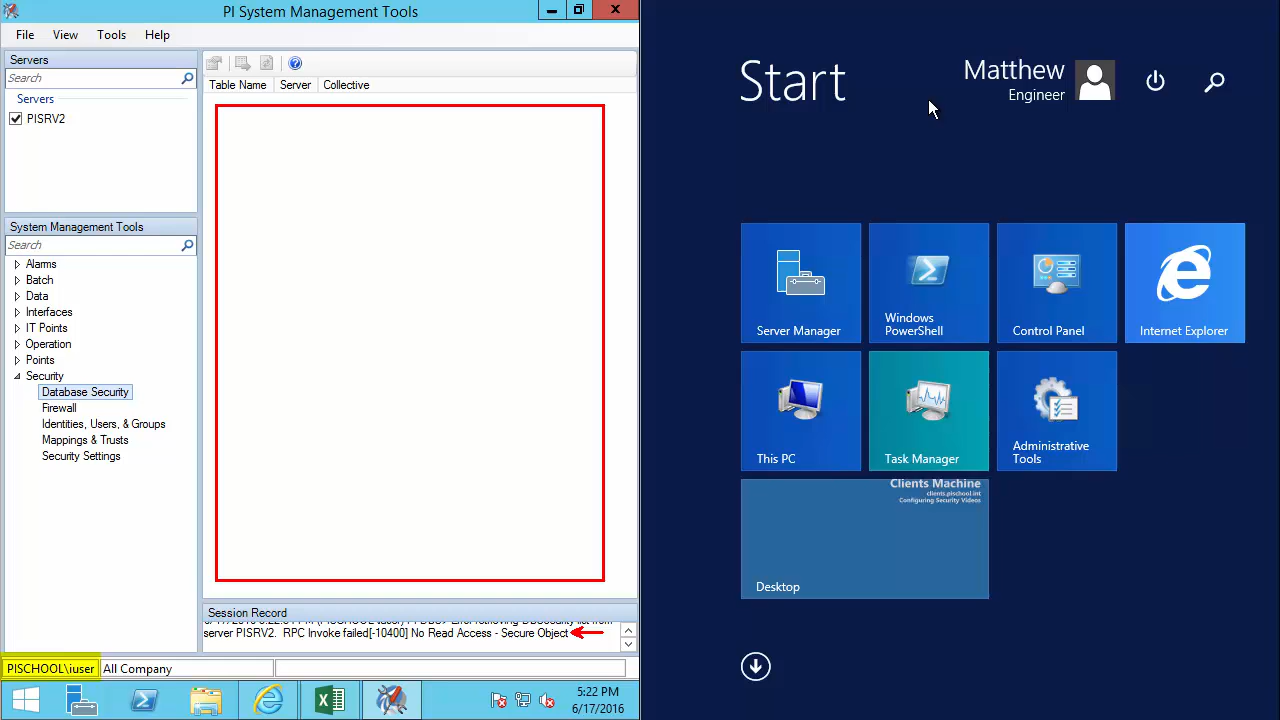 PI System Management Tools
File View Tools Help
Servers
Search
Servers
PISRV2
System Management Tools
Search
Alarms
Batch
Data
Interfaces
IT Points
Operation
Points
Security
Database Security
Firewall
Identities, Users, & Groups
Mappings & Trusts
Security Settings
Table Name Server Collective
Session Record
server PISRV2. RPC Invoke failed[-10400] No Read Access - Secure Object
PISCHOOL\iuser All Company
5:22 PM
6/17/2016
Start
Matthew
Engineer
Server Manager
Windows
PowerShell
Control Panel
Internet Explorer
This PC
Task Manager
Administrative
Tools
Clients Machine
clients.pischool.int
Configuring Security Videos
Desktop